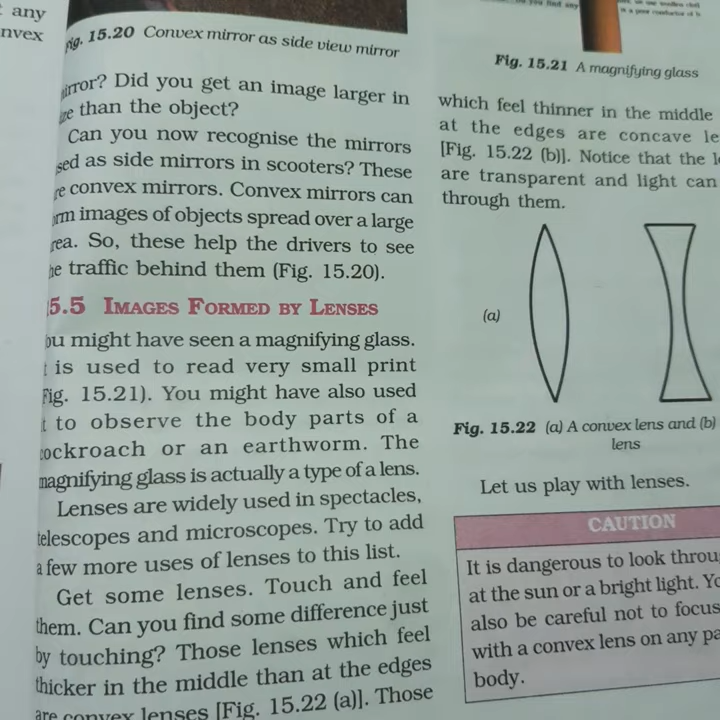 any
nvex
ig. 15.20 Convex mirror as side view mirror
irror? Did you get an image larger in
ze than the object?
Can you now recognise the mirrors
sed as side mirrors in scooters? These
re convex mirrors. Convex mirrors can
rm images of objects spread over a large
rea. So, these help the drivers to see
he traffic behind them (Fig. 15.20).
5.5 IMAGES FORMED BY LENSES
ou might have seen a magnifying glass.
t is used to read very small print
Fig. 15.21). You might have also used
t to observe the body parts of a
ockroach or an earthworm. The
magnifying glass is actually a type of a lens.
Lenses are widely used in spectacles,
telescopes and microscopes. Try to add
a few more uses of lenses to this list.
Get some lenses. Touch and feel
them. Can you find some difference just
by touching? Those lenses which feel
thicker in the middle than at the edges
are convex lenses [Fig. 15.22 (a)]. Those
you find any
is a poor conductor of h
Fig. 15.21 A magnifying glass
which feel thinner in the middle
at the edges are concave le
[Fig. 15.22 (b)]. Notice that the l
are transparent and light can
through them.
(a)
Fig. 15.22 (a) A convex lens and (b)
lens
Let us play with lenses.
CAUTION
It is dangerous to look throu
at the sun or a bright light. Yo
also be careful not to focus
with a convex lens on any pa
body.